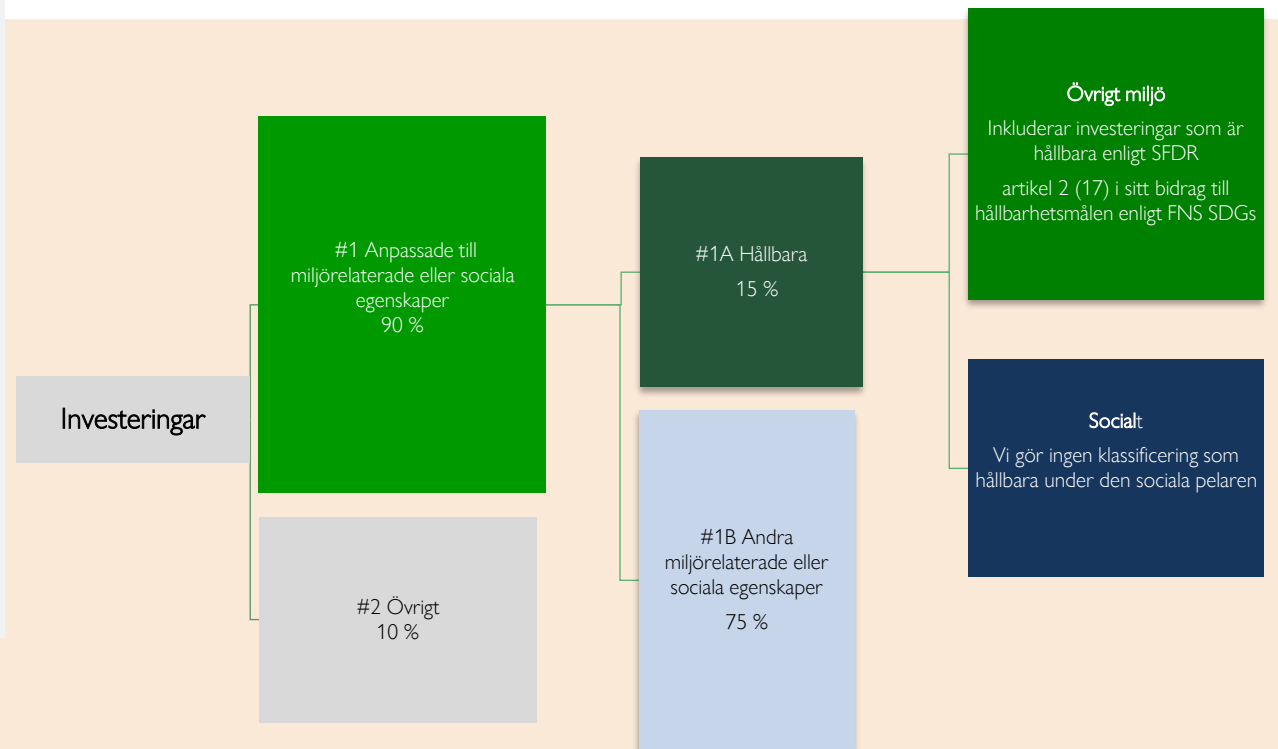 Investeringar
#1 Anpassade till
miljörelaterade eller sociala
egenskaper
90 %
#2 Övrigt
10 %
#1A Hållbara
15 %
#1B Andra
miljörelaterade eller
sociala egenskaper
75 %
Övrigt miljö
Inkluderar investeringar som är
hållbara enligt SFDR
artikel 2 (17) i sitt bidrag till
hållbarhetsmålen enligt FNS SDGs
Socialt
Vi gör ingen klassificering som
hållbara under den sociala pelaren